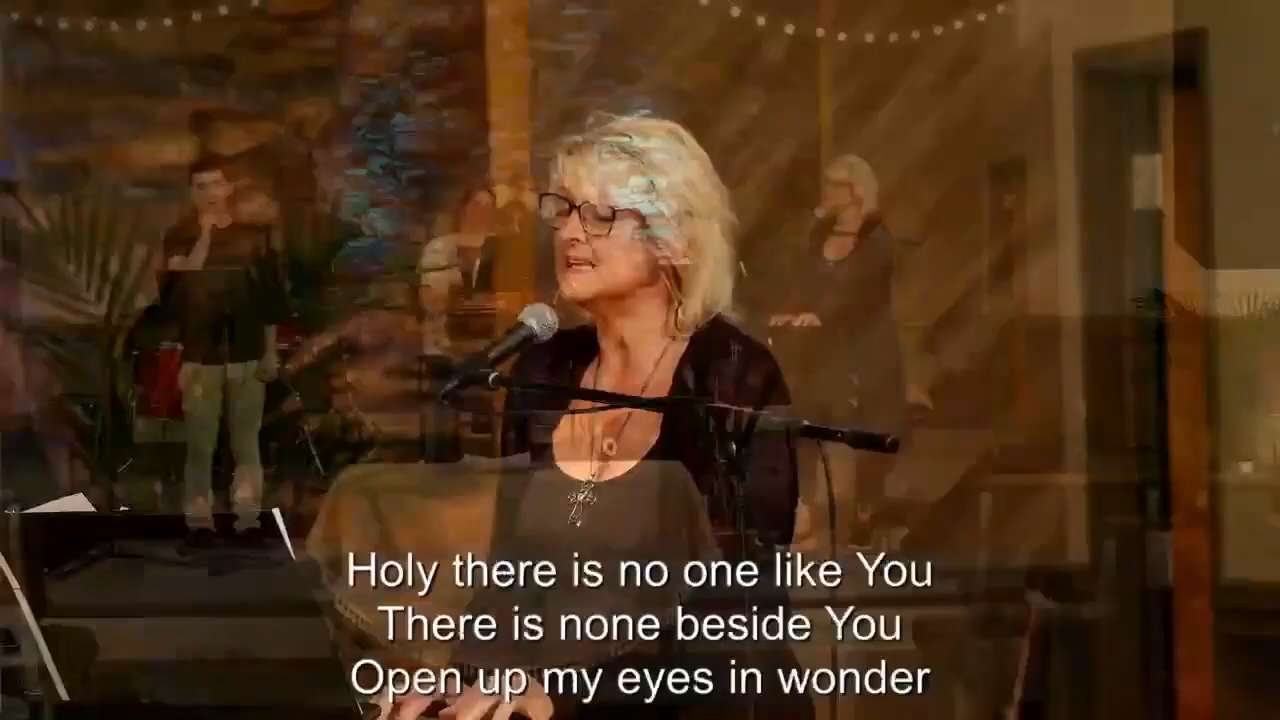 Holy there is no one like You
There is none beside You
Open up my eyes in wonder